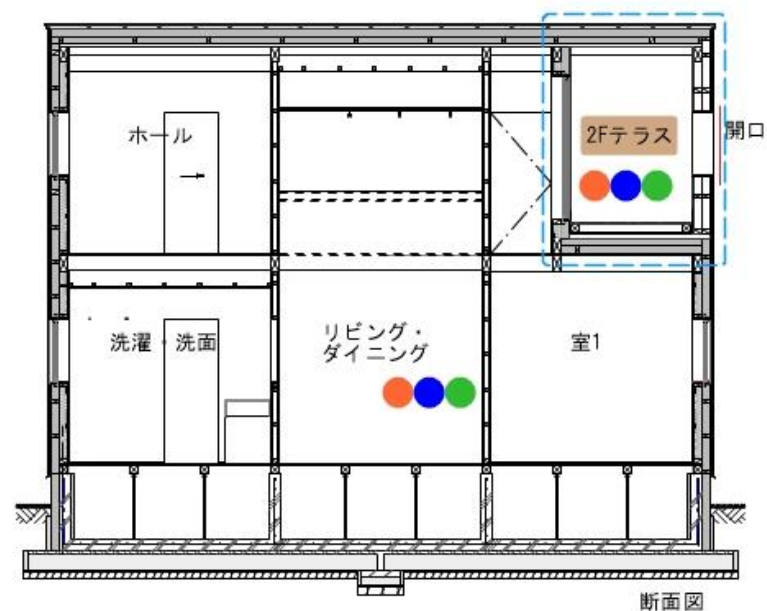 ホール
2Fテラス
開口
洗濯・洗面
リビング・
ダイニング
室1
断面図